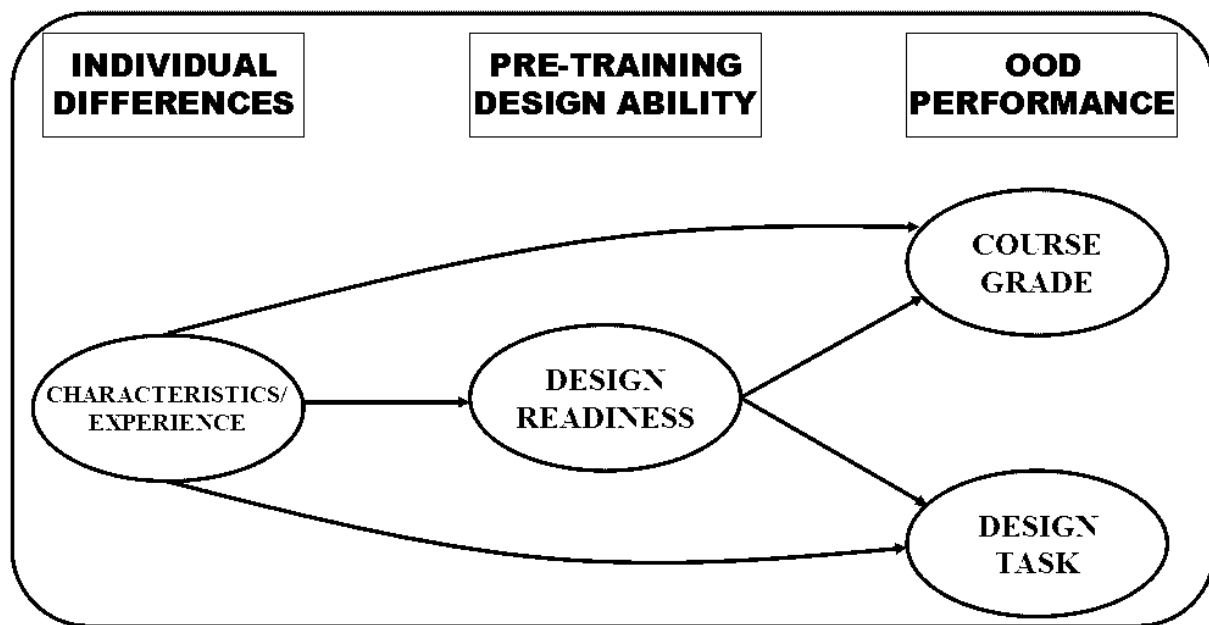 INDIVIDUAL
DIFFERENCES
PRE-TRAINING
DESIGN ABILITY
OOD
PERFORMANCE
COURSE
GRADE
CHARACTERISTICS/
EXPERIENCE
DESIGN
READINESS
DESIGN
TASK